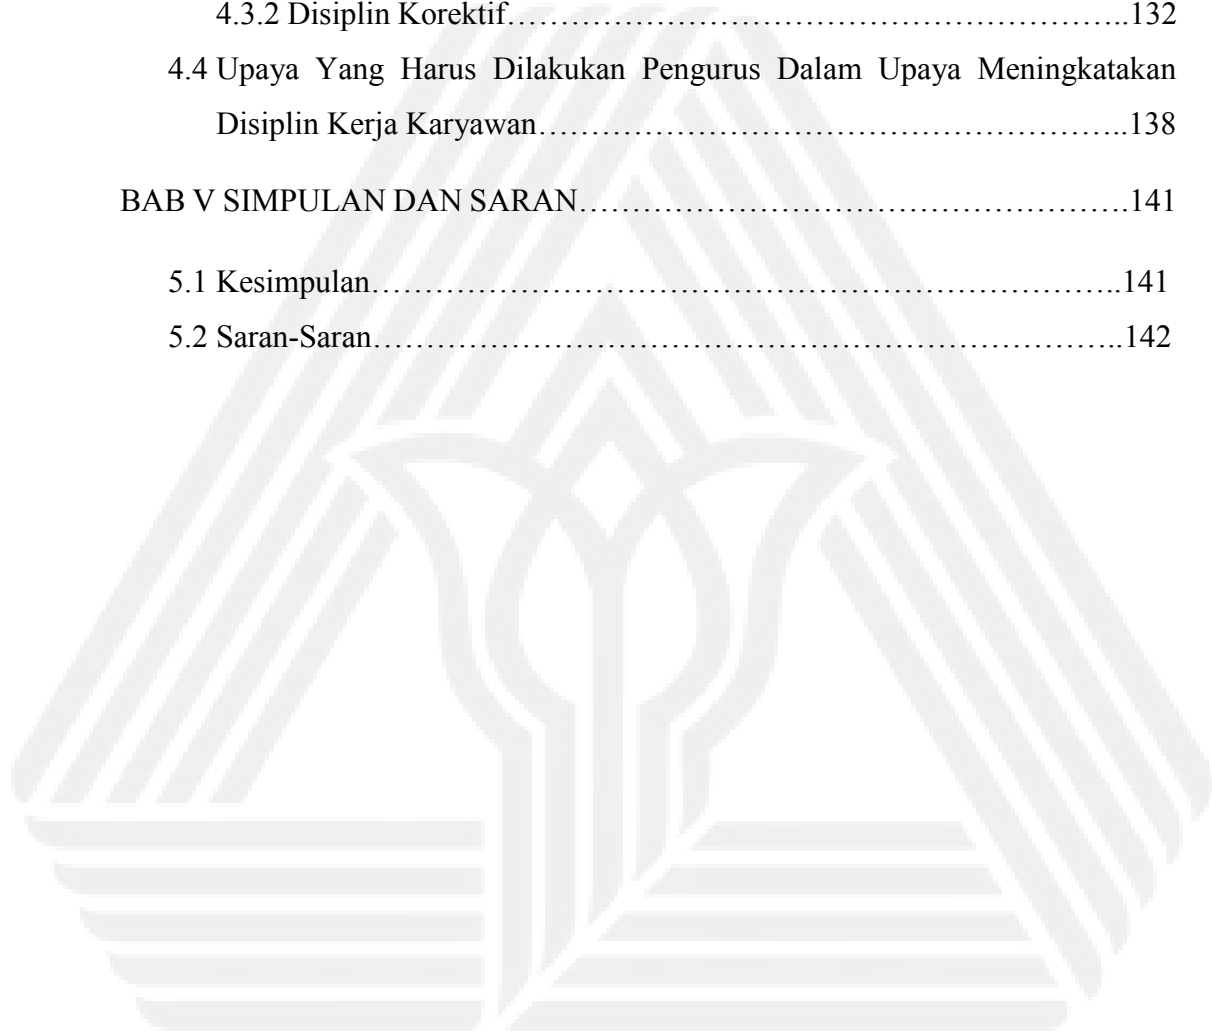 4.3.2 Disiplin Korektif……………………………………………………………..132
4.4 Upaya Yang Harus Dilakukan Pengurus Dalam Upaya Meningkatakan
Disiplin Kerja Karyawan…………………………………………………………..138
BAB V SIMPULAN DAN SARAN…………………………………………………….141
5.1 Kesimpulan…………………………………………………………………………..141
5.2 Saran-Saran…………………………………………………………………………..142